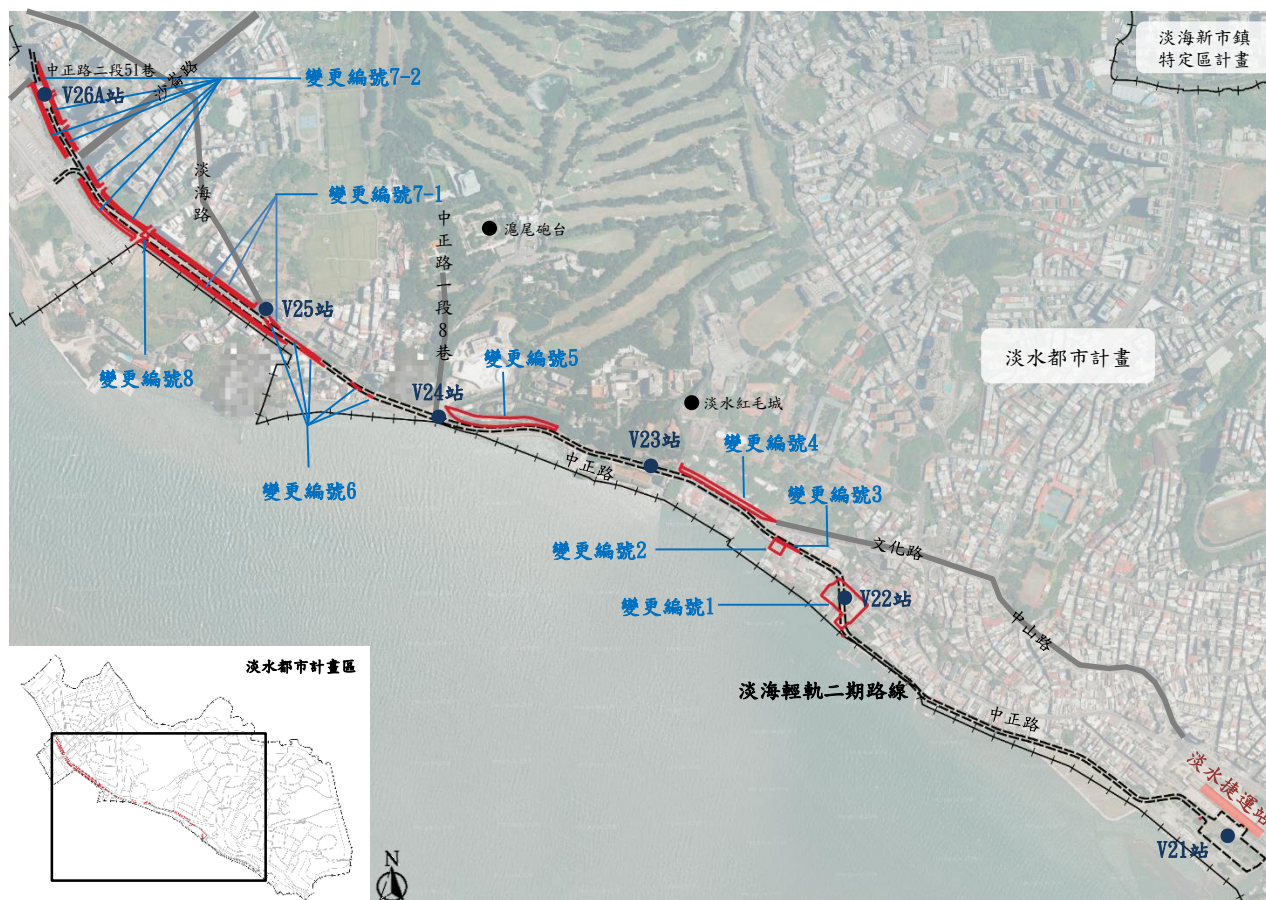 淡海新市鎮
特定區計畫
中正路二段51巷
沙崙路
變更編號7-2
V26A站
淡海路
變更編號7-1
中正路一段8巷
滬尾砲台
V25站
淡水都市計畫
變更編號8
變更編號5
V24站
淡水紅毛城
V23站
變更編號4
中正路
變更編號6
變更編號3
變更編號2
文化路
變更編號1
V22站
中山路
淡水都市計畫區
淡海輕軌二期路線
中正路
淡水捷運站
V21站
N